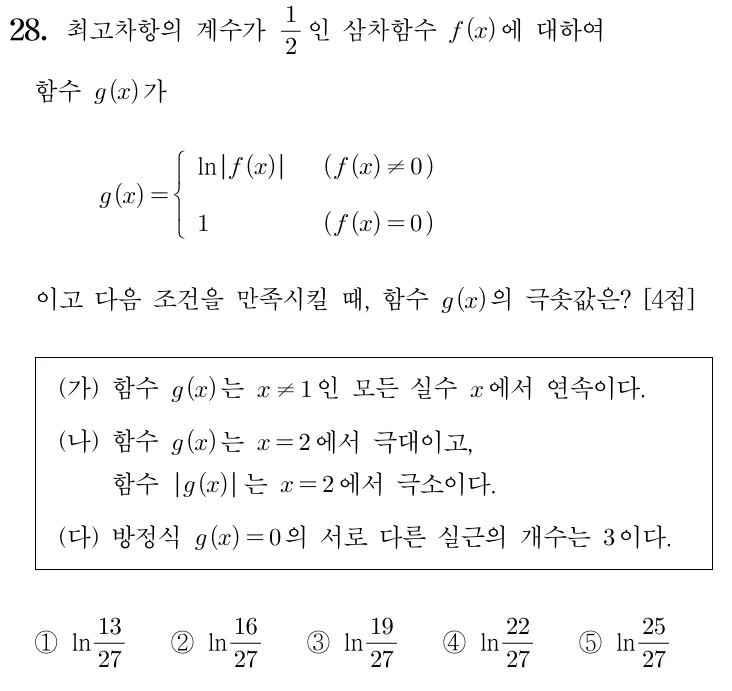 28. 최고차항의 계수가 1/2 인 삼차함수 f(x)에 대하여
함수 g(x)가
g(x) = { ln|f(x)| (f(x) ≠ 0)
1 (f(x) = 0)
이고 다음 조건을 만족시킬 때, 함수 g(x)의 극솟값은? [4점]
(가) 함수 g(x)는 x ≠ 1인 모든 실수 x에서 연속이다.
(나) 함수 g(x)는 x = 2에서 극대이고,
함수 |g(x)|는 x = 2에서 극소이다.
(다) 방정식 g(x) = 0의 서로 다른 실근의 개수는 3이다.
① ln 13/27 ② ln 16/27 ③ ln 19/27 ④ ln 22/27 ⑤ ln 25/27